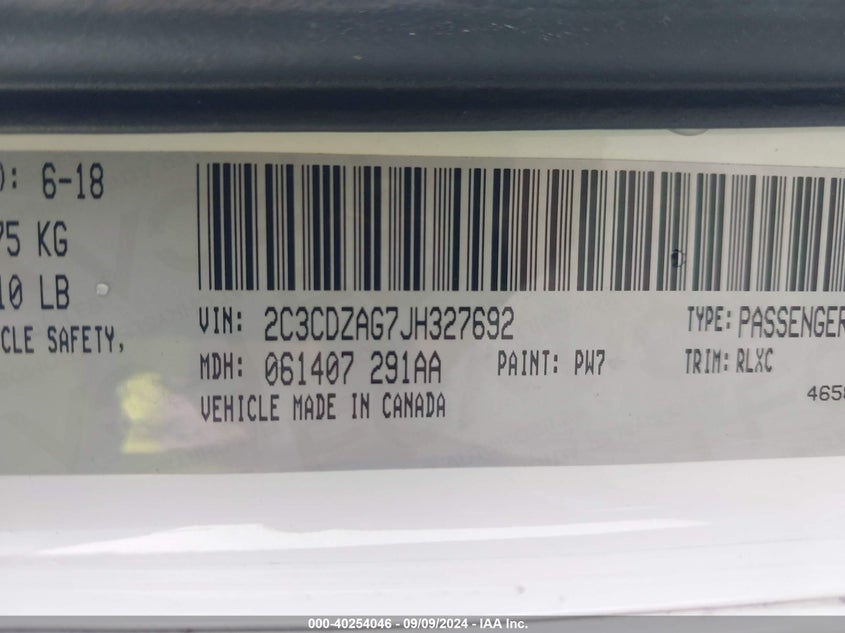 ): 6-18
75 KG
10 LB
CLE SAFETY,
VIN: 2C3CDZAG7JH327692
TYPE: PASSENGER
MDH: 061407 291AA
PAINT: PW7
TRIM: RLXC
VEHICLE MADE IN CANADA
465
000-40254046 - 09/09/2024 - IAA Inc.